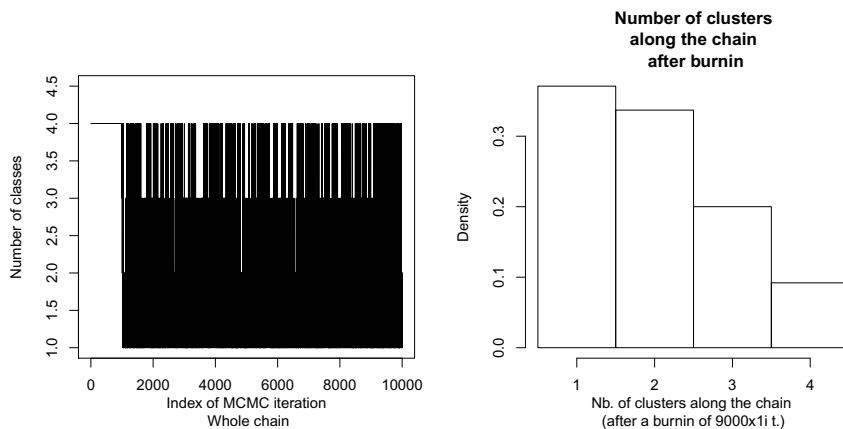 Number of classes
4.5
4.0
3.5
3.0
2.5
2.0
1.5
1.0
0 2000 4000 6000 8000 10000
Index of MCMC iteration
Whole chain
Number of clusters
along the chain
after burnin
Density
0.3
0.2
0.1
0.0
1 2 3 4
Nb. of clusters along the chain
(after a burnin of 9000x1i t.)